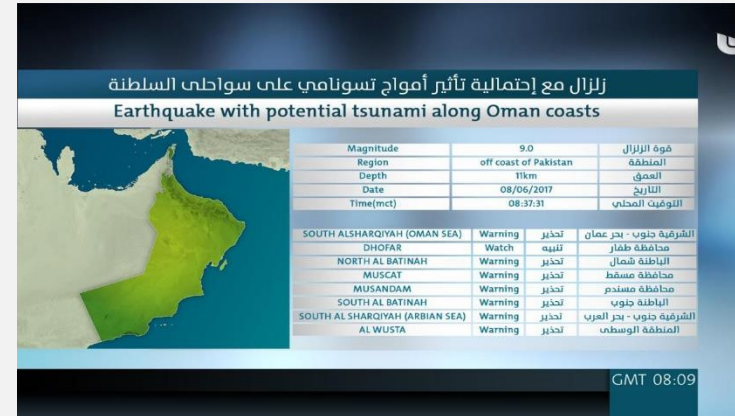 زلزال مع إحتمالية تأثير أمواج تسونامي على سواحل السلطنة
Earthquake with potential tsunami along Oman coasts
Magnitude 9.0 قوة الزلزال
Region off coast of Pakistan المنطقة
Depth 11km العمق
Date 08/06/2017 التاريخ
Time(mct) 08:37:31 التوقيت المحلي
SOUTH ALSHARQIYAH (OMAN SEA) Warning تحذير الشرقية جنوب - بحر عمان
DHOFAR Watch تنبيه محافظة ظفار
NORTH AL BATINAH Warning تحذير الباطنة شمال
MUSCAT Warning تحذير محافظة مسقط
MUSANDAM Warning تحذير محافظة مسندم
SOUTH AL BATINAH Warning تحذير الباطنة جنوب
SOUTH AL SHARQIYAH (ARBIAN SEA) Warning تحذير الشرقية جنوب - بحر العرب
AL WUSTA Warning تحذير المنطقة الوسطى
GMT 08:09